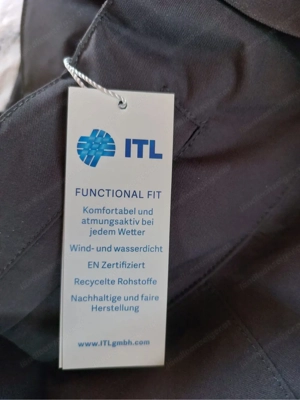 ITL
FUNCTIONAL FIT
Komfortabel und
atmungsaktiv bei
jedem Wetter
Wind- und wasserdicht
EN Zertifiziert
Recycelte Rohstoffe
Nachhaltige und faire
Herstellung
www.ITLgmbh.com